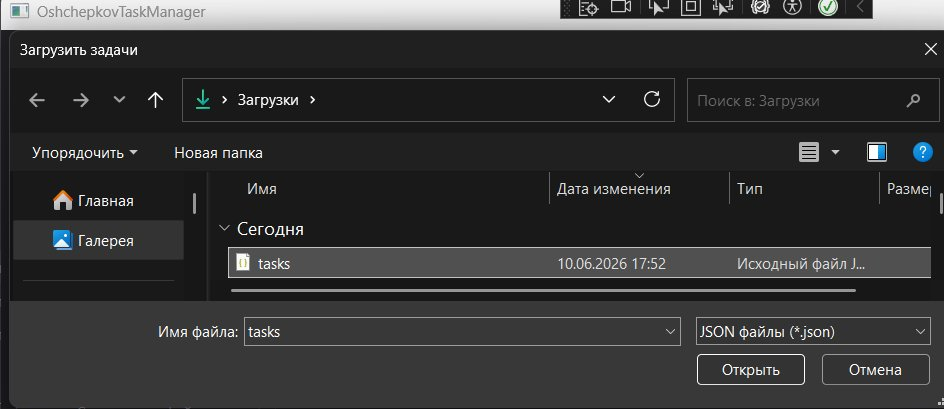 OshchepkovTaskManager
Загрузить задачи
Загрузки
Поиск в: Загрузки
Упорядочить
Новая папка
Имя
Дата изменения
Тип
Размер
Главная
Галерея
Сегодня
tasks
10.06.2026 17:52
Исходный файл J...
Имя файла:
tasks
JSON файлы (*.json)
Открыть
Отмена